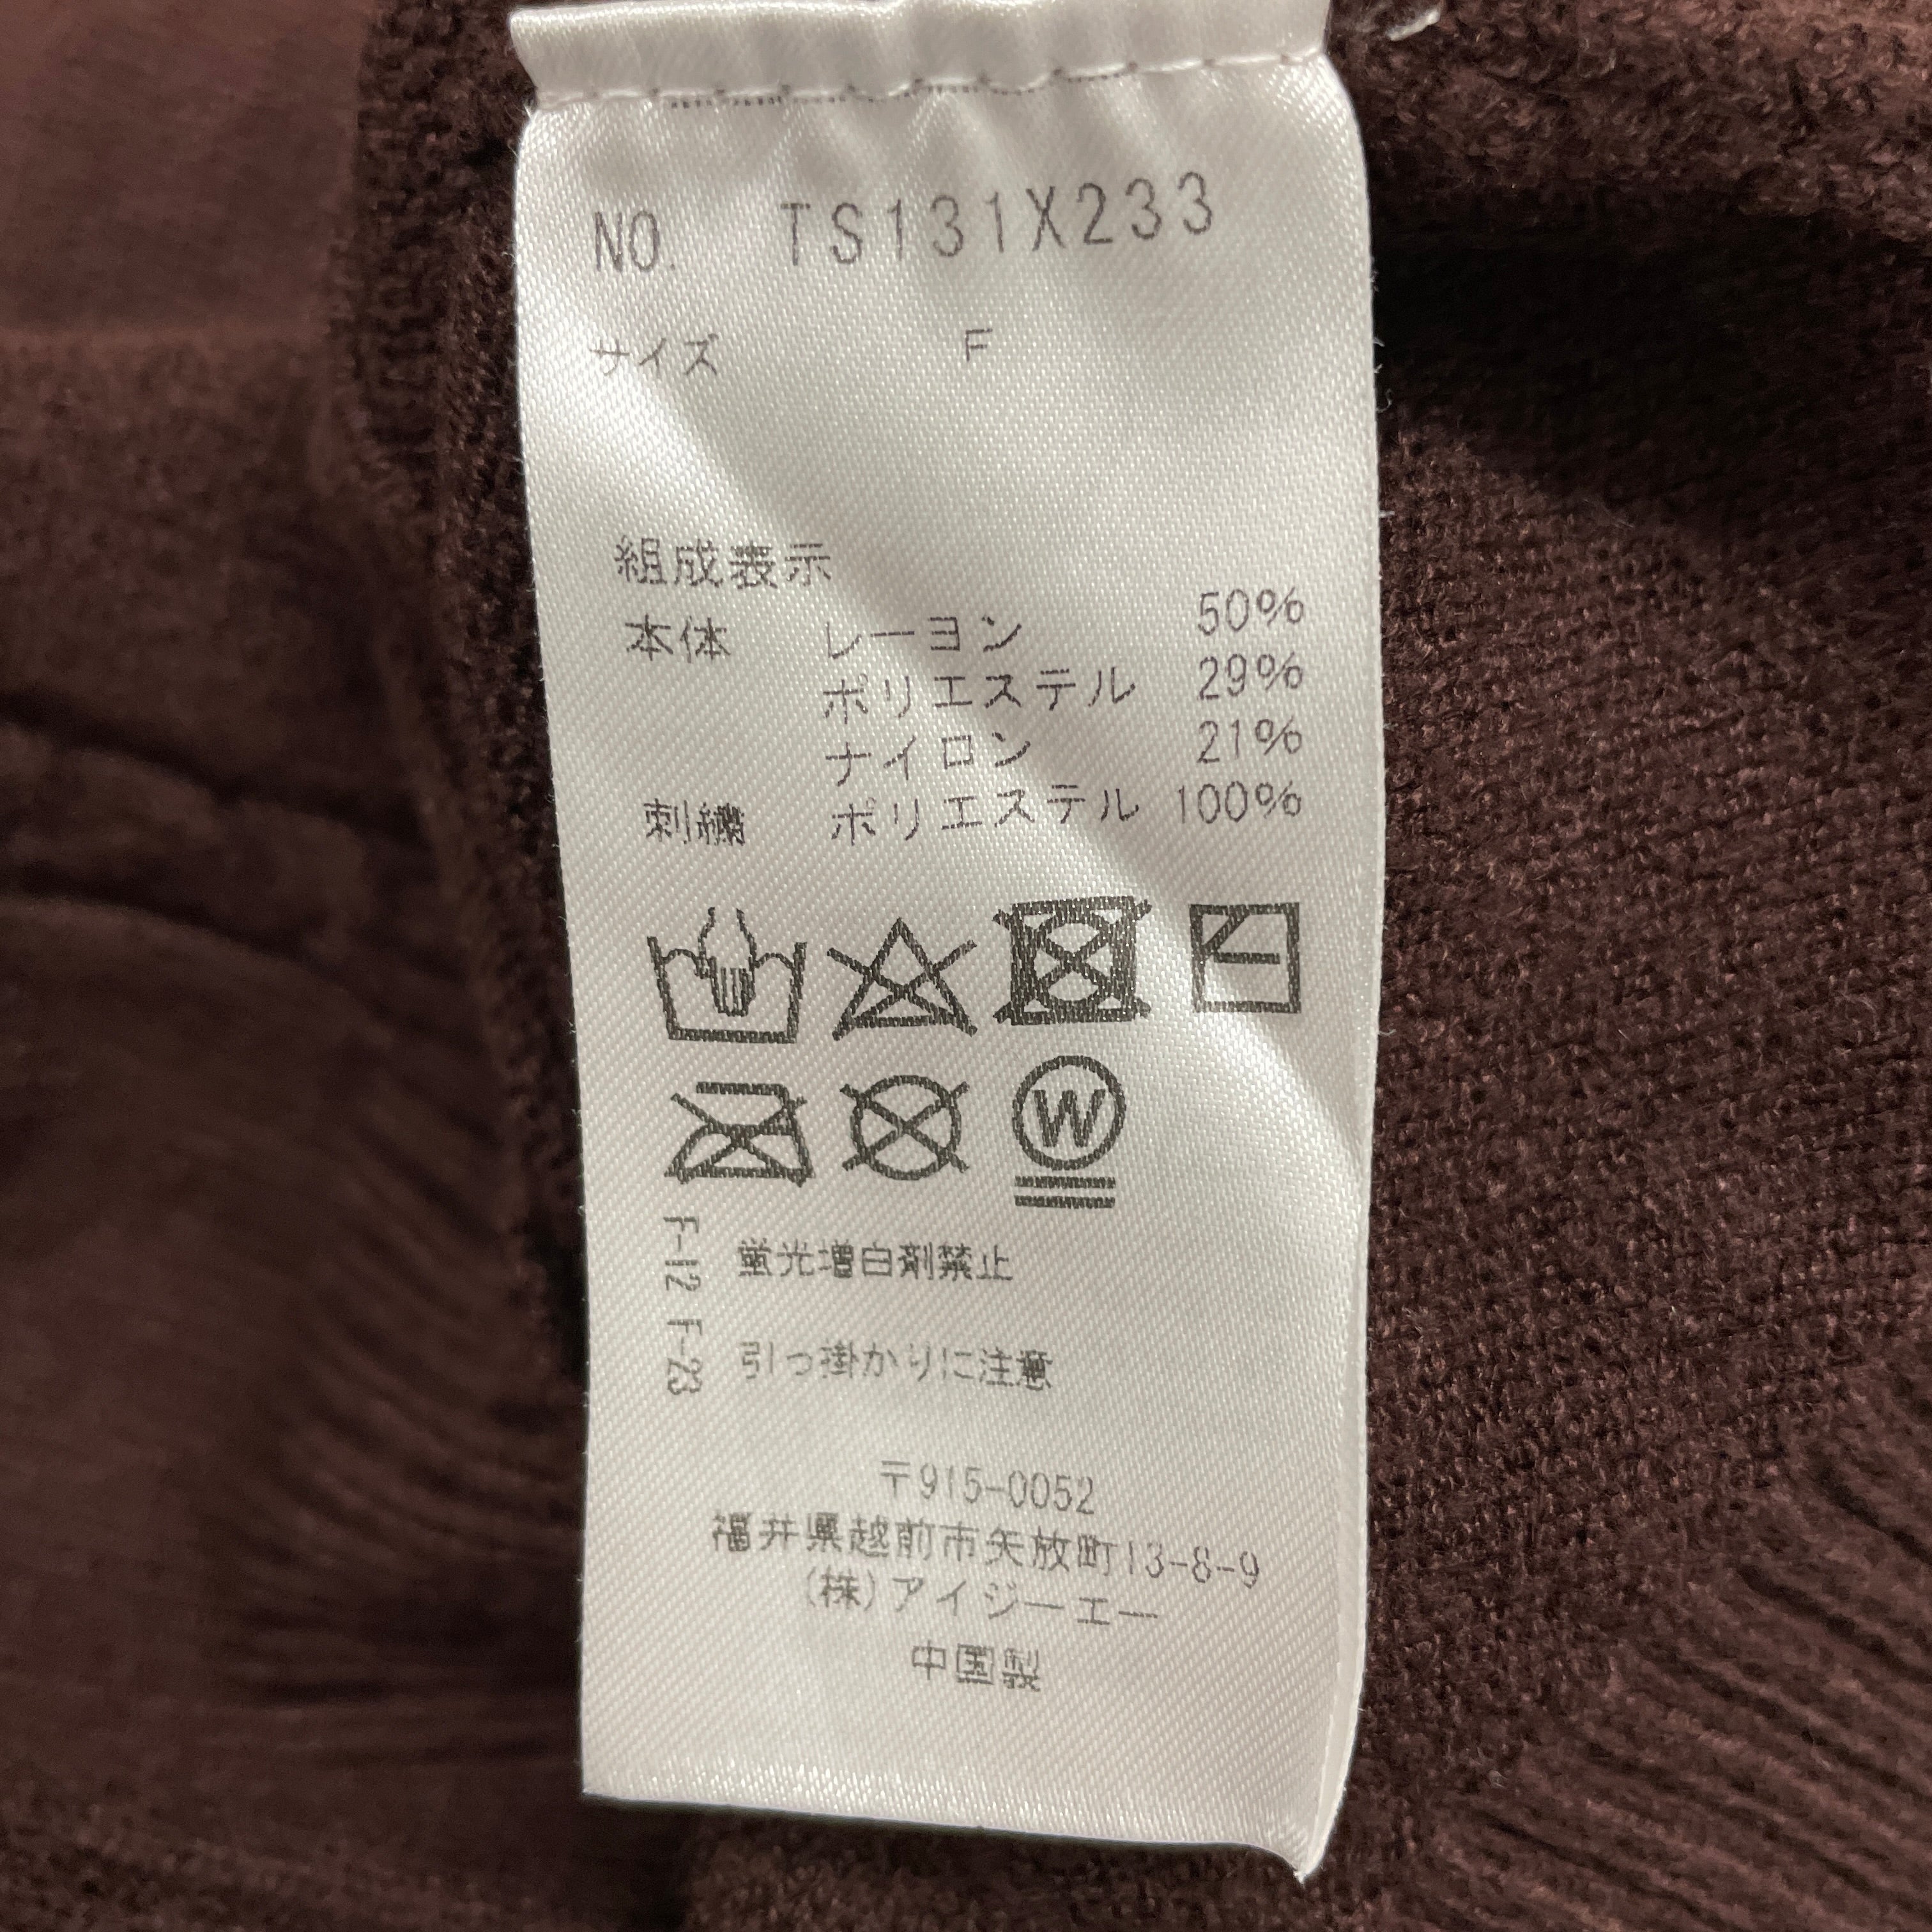 NO. TS131X233
サイズ F
組成表示
本体 レーヨン 50%
ポリエステル 29%
ナイロン 21%
刺繍 ポリエステル 100%
W
F-12 蛍光増白剤禁止
F-23 引っ掛かりに注意
〒915-0052
福井県越前市矢放町13-8-9
(株)アイジーエー
中国製